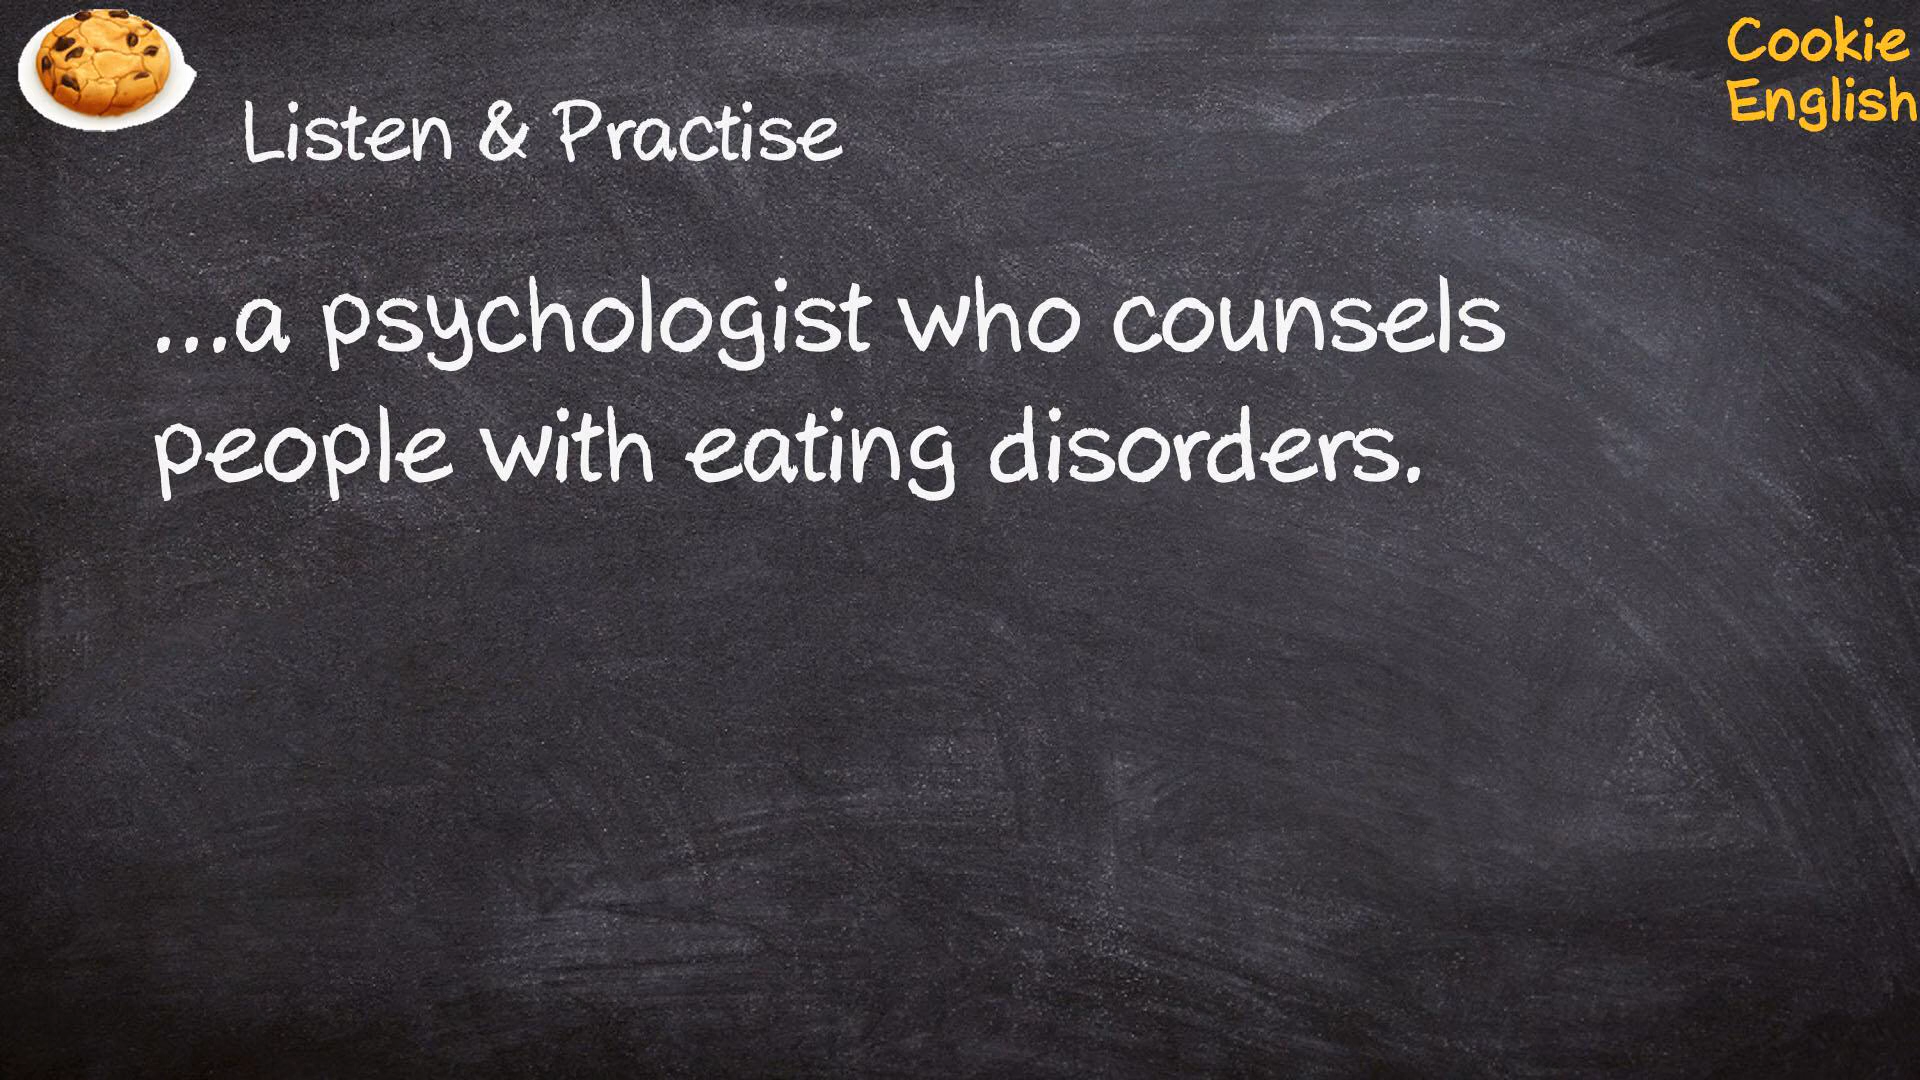 Cookie
English
Listen & Practise
...a psychologist who counsels
people with eating disorders.